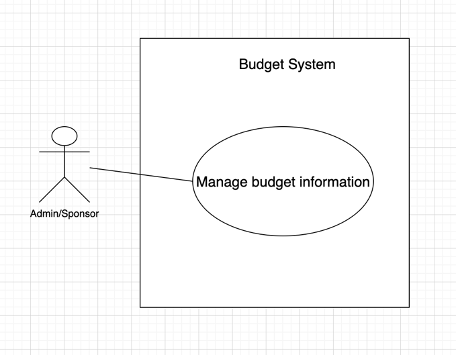 Budget System
Manage budget information
Admin/Sponsor